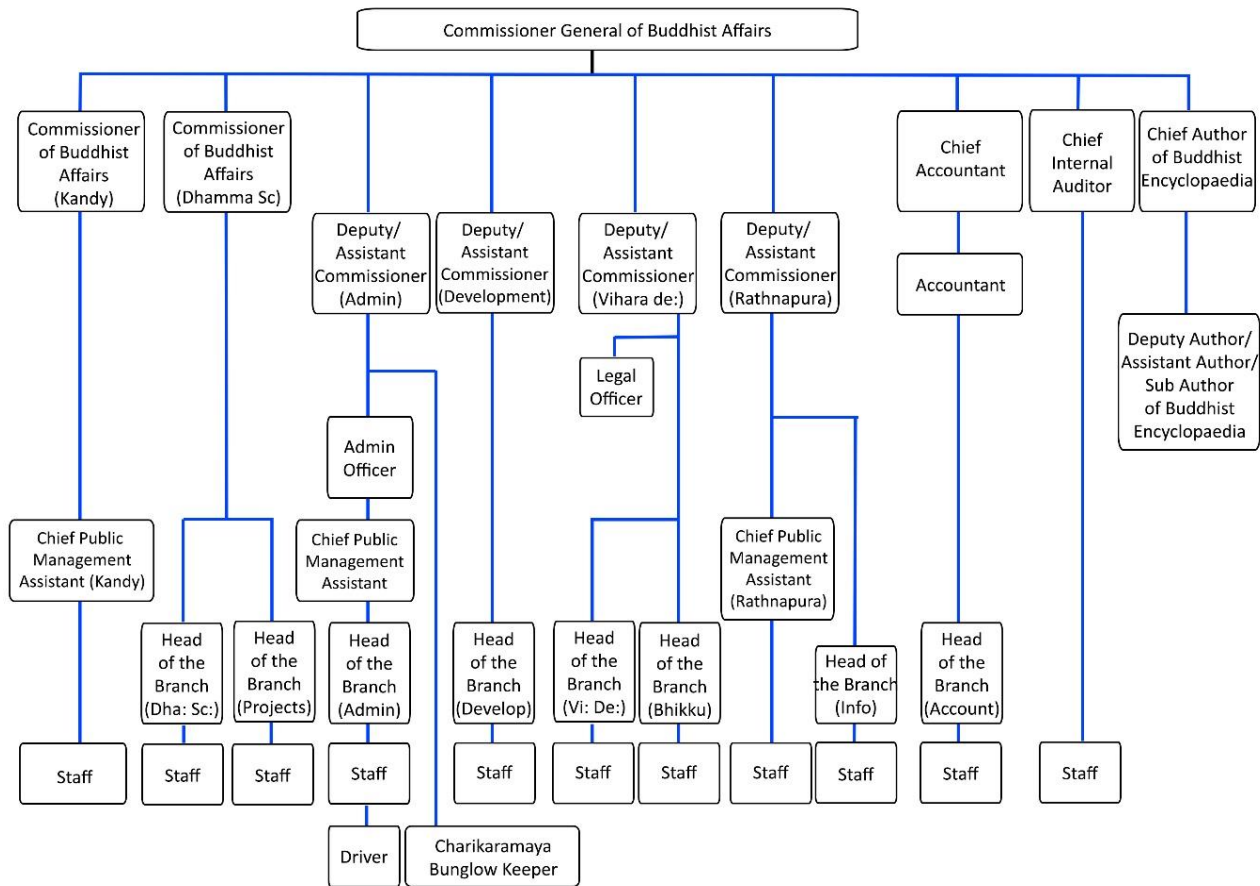 Commissioner General of Buddhist Affairs
Commissioner
of Buddhist
Affairs
(Kandy)
Commissioner
of Buddhist
Affairs
(Dhamma Sc)
Chief
Accountant
Chief
Internal
Auditor
Chief Author
of Buddhist
Encyclopaedia
Deputy/
Assistant
Commissioner
(Admin)
Deputy/
Assistant
Commissioner
(Development)
Deputy/
Assistant
Commissioner
(Vihara de:)
Deputy/
Assistant
Commissioner
(Rathnapura)
Accountant
Deputy Author/
Assistant Author/
Sub Author
of Buddhist
Encyclopaedia
Legal
Officer
Admin
Officer
Chief Public
Management
Assistant (Kandy)
Chief Public
Management
Assistant
Chief Public
Management
Assistant
(Rathnapura)
Head
of the
Branch
(Dha: Sc:)
Head
of the
Branch
(Projects)
Head
of the
Branch
(Admin)
Head
of the
Branch
(Develop)
Head
of the
Branch
(Vi: De:)
Head
of the
Branch
(Bhikku)
Head of
the Branch
(Info)
Head
of the
Branch
(Account)
Staff
Staff
Staff
Staff
Staff
Staff
Staff
Staff
Staff
Staff
Staff
Driver
Charikaramaya
Bunglow Keeper